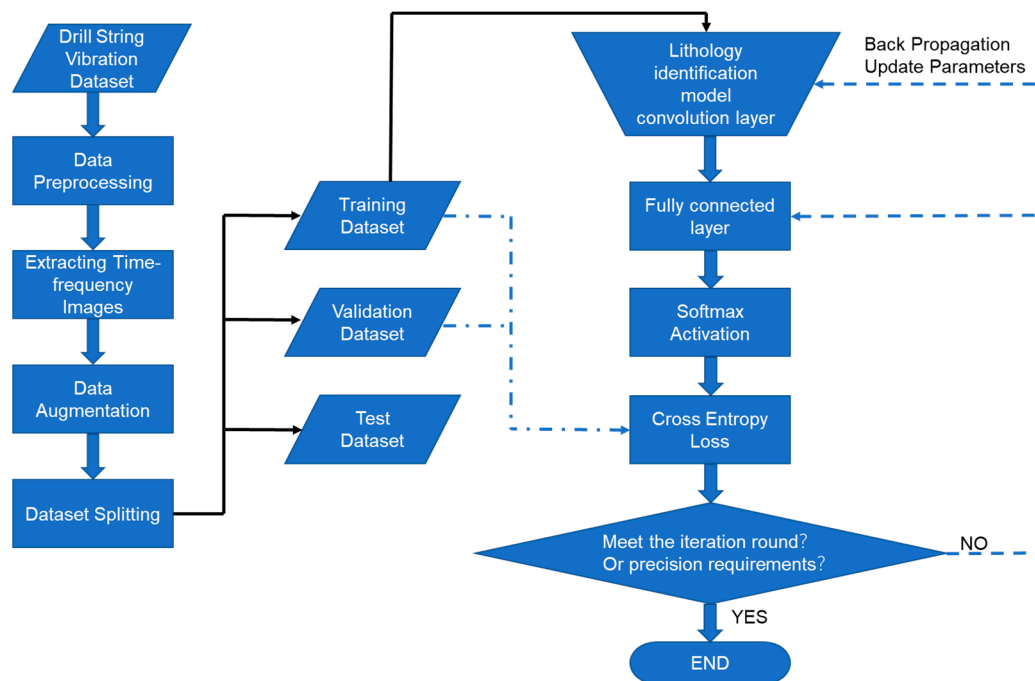 Drill String
Vibration
Dataset
Data
Preprocessing
Extracting Time-
frequency
Images
Data
Augmentation
Dataset Splitting
Training
Dataset
Validation
Dataset
Test
Dataset
Lithology
identification
model
convolution layer
Back Propagation
Update Parameters
Fully connected
layer
Softmax
Activation
Cross Entropy
Loss
Meet the iteration round？
Or precision requirements？
NO
YES
END